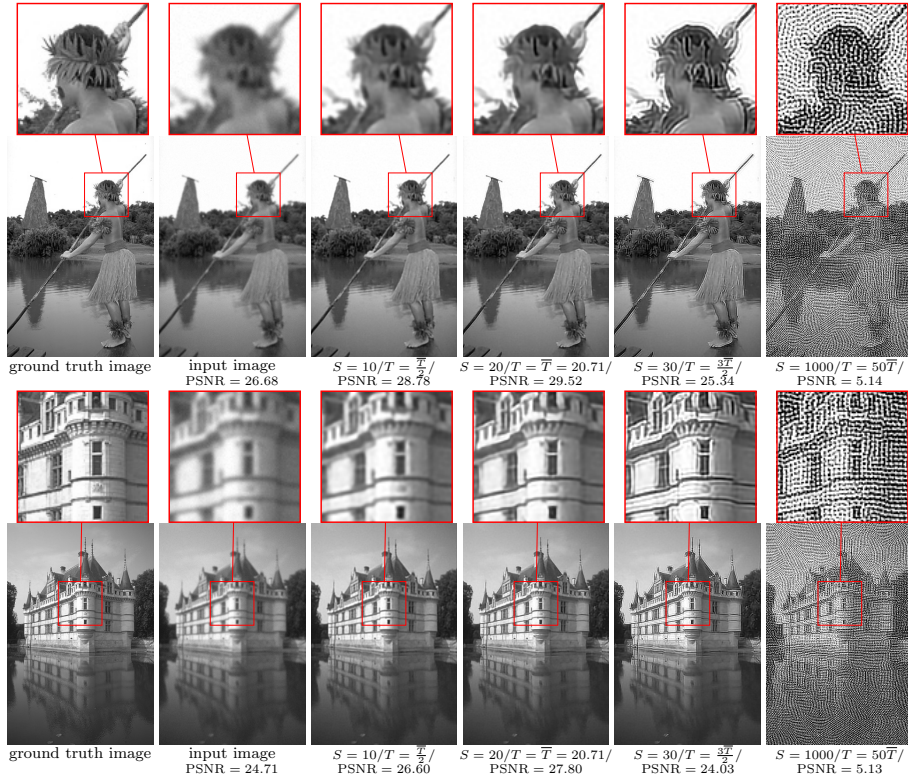 ground truth image
input image
PSNR = 26.68
S = 10/T = T̅/2/
PSNR = 28.78
S = 20/T = T̅ = 20.71/
PSNR = 29.52
S = 30/T = 3T̅/2/
PSNR = 25.34
S = 1000/T = 50T̅/
PSNR = 5.14
ground truth image
input image
PSNR = 24.71
S = 10/T = T̅/2/
PSNR = 26.60
S = 20/T = T̅ = 20.71/
PSNR = 27.80
S = 30/T = 3T̅/2/
PSNR = 24.03
S = 1000/T = 50T̅/
PSNR = 5.13